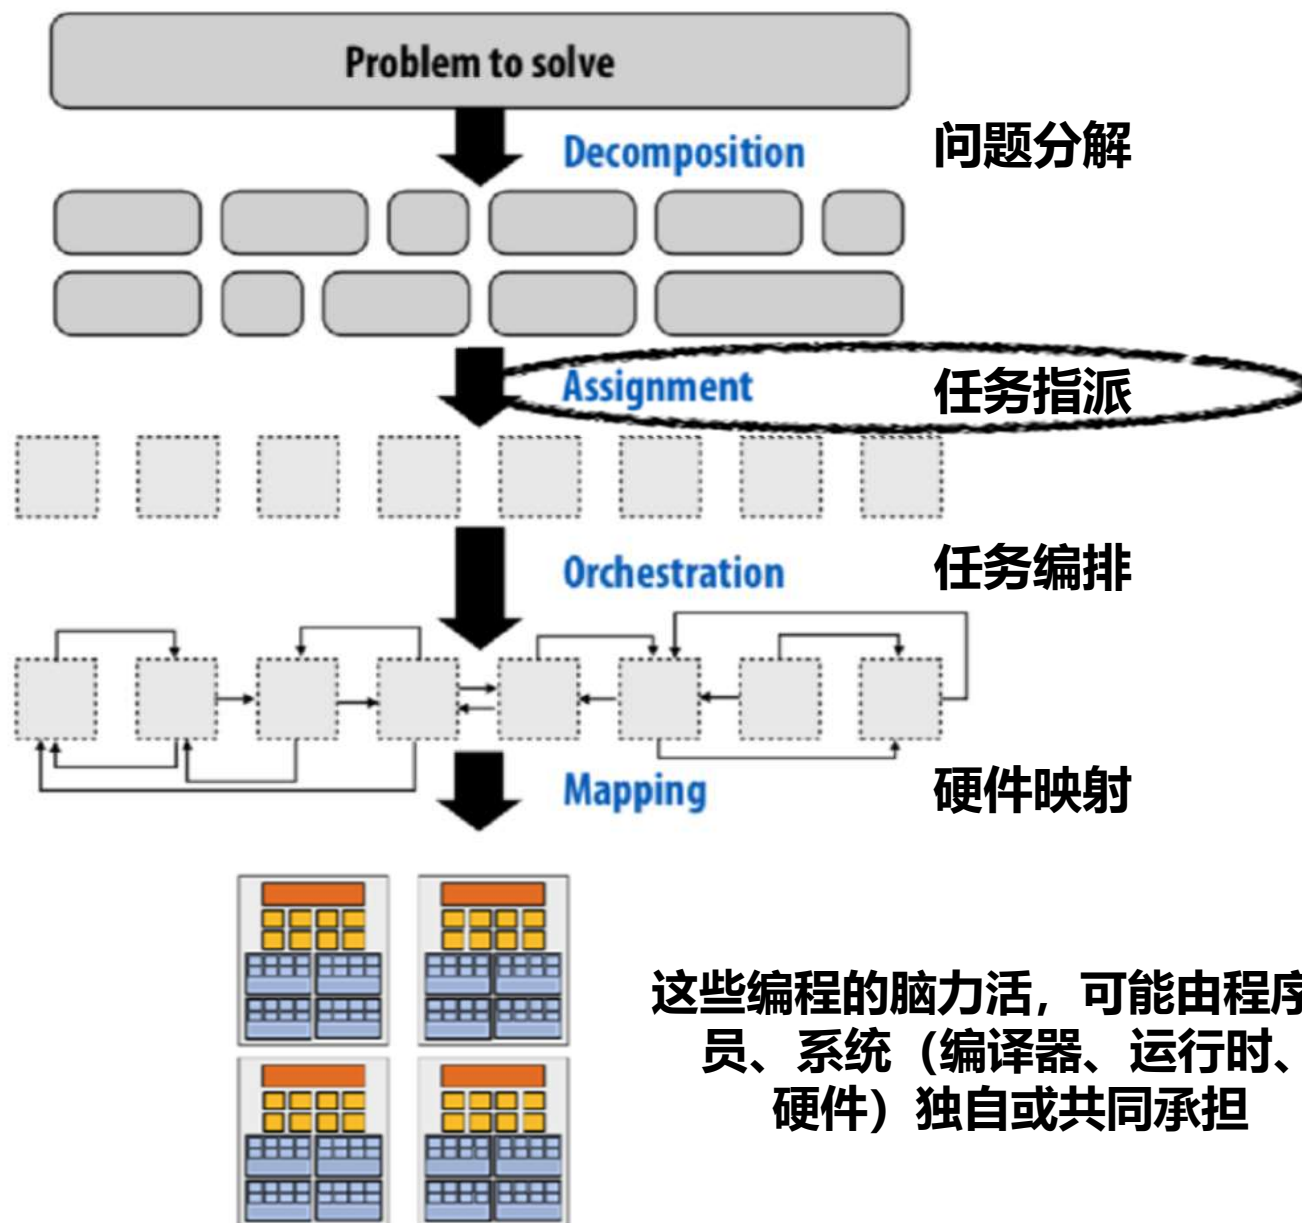 Problem to solve
Decomposition 问题分解
Assignment 任务指派
Orchestration 任务编排
Mapping 硬件映射
这些编程的脑力活，可能由程序
员、系统（编译器、运行时、
硬件）独自或共同承担